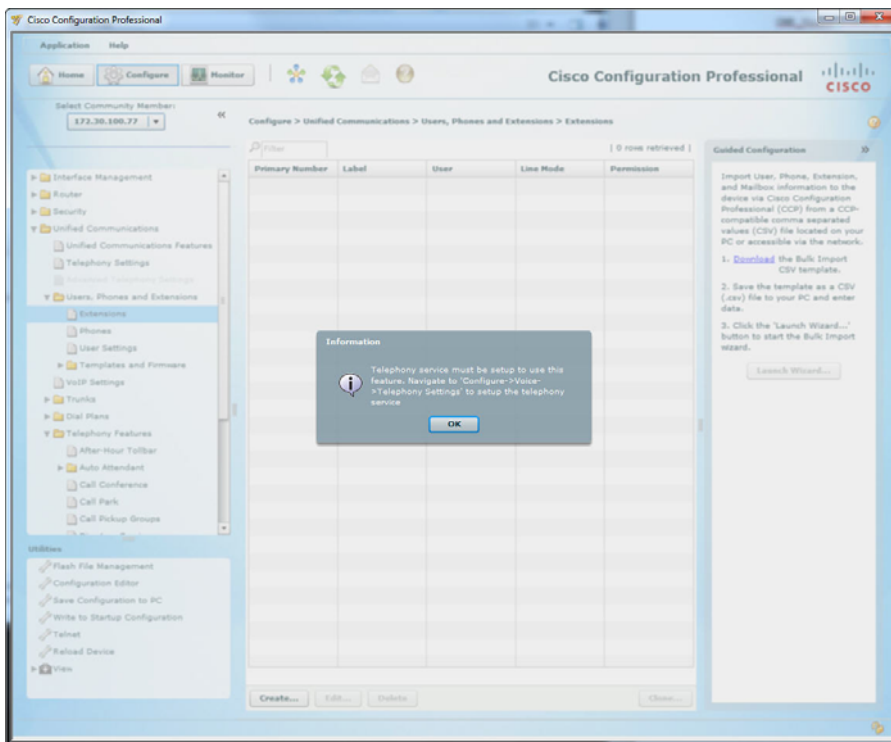 Cisco Configuration Professional
Application Help
Home Configure Monitor
Cisco Configuration Professional
CISCO
Select Community Member:
172.30.100.77
Configure > Unified Communications > Users, Phones and Extensions > Extensions
Filter
[ 0 rows retrieved ]
Primary Number Label User Line Mode Permission
Interface Management
Router
Security
Unified Communications
Unified Communications Features
Telephony Settings
Advanced Telephony Settings
Users, Phones and Extensions
Extensions
Phones
User Settings
Templates and Firmware
VoIP Settings
Trunks
Dial Plans
Telephony Features
After-Hour Tollbar
Auto Attendant
Call Conference
Call Park
Call Pickup Groups
Utilities
Flash File Management
Configuration Editor
Save Configuration to PC
Write to Startup Configuration
Telnet
Reload Device
View
Information
Telephony service must be setup to use this
feature. Navigate to 'Configure->Voice-
>Telephony Settings' to setup the telephony
service
OK
Create... Edit... Delete Clone...
Guided Configuration
Import User, Phone, Extension,
and Mailbox information to the
device via Cisco Configuration
Professional (CCP) from a CCP-
compatible comma separated
values (CSV) file located on your
PC or accessible via the network.
1. Download the Bulk Import
CSV template.
2. Save the template as a CSV
(.csv) file to your PC and enter
data.
3. Click the 'Launch Wizard...'
button to start the Bulk Import
wizard.
Launch Wizard...